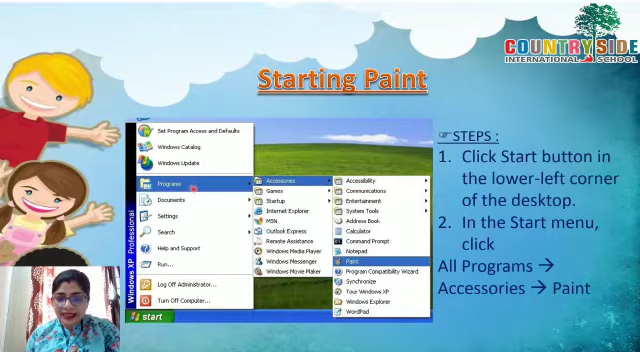 COUNTRY SIDE
INTERNATIONAL SCHOOL
Starting Paint
☞STEPS :
1. Click Start button in
the lower-left corner
of the desktop.
2. In the Start menu,
click
All Programs →
Accessories → Paint
Set Program Access and Defaults
Windows Catalog
Windows Update
Programs
Documents
Settings
Search
Help and Support
Run...
Log Off Administrator...
Turn Off Computer...
Windows XP Professional
start
Accessories
Games
Startup
Internet Explorer
MSN
Outlook Express
Remote Assistance
Windows Media Player
Windows Messenger
Windows Movie Maker
Accessibility
Communications
Entertainment
System Tools
Address Book
Calculator
Command Prompt
Notepad
Paint
Program Compatibility Wizard
Synchronize
Tour Windows XP
Windows Explorer
WordPad